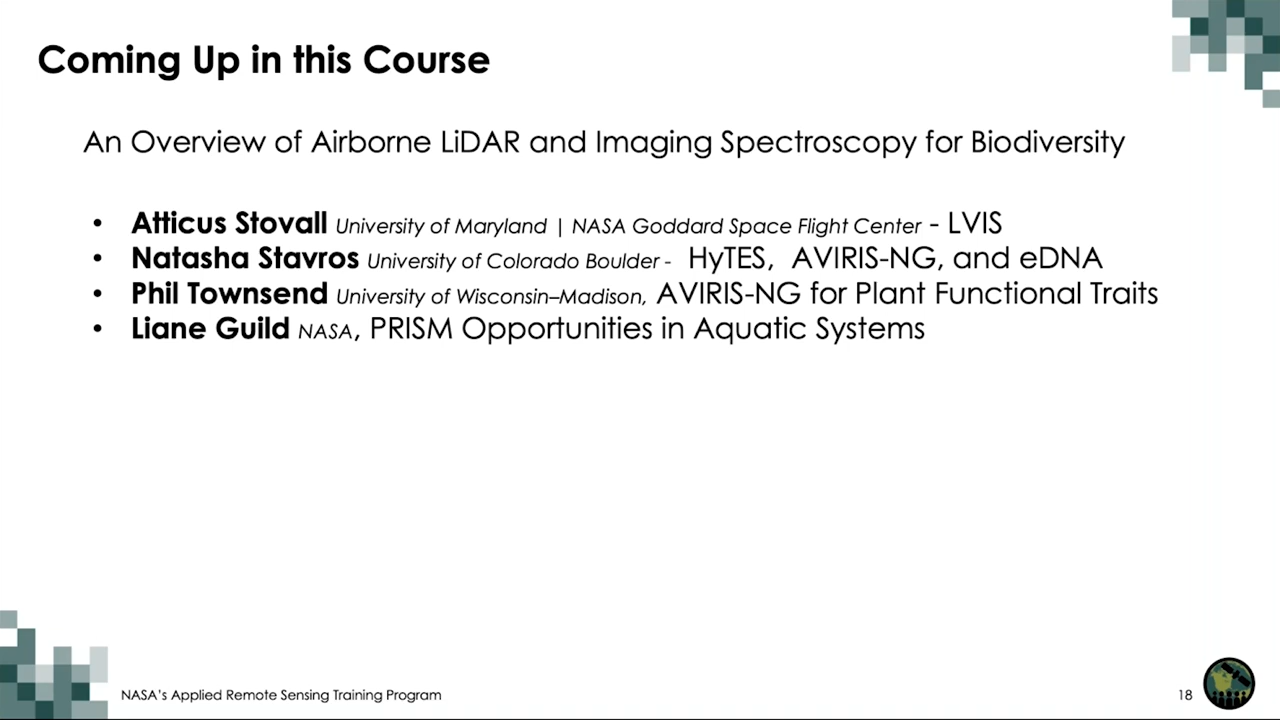 Coming Up in this Course
An Overview of Airborne LiDAR and Imaging Spectroscopy for Biodiversity
• Atticus Stovall University of Maryland | NASA Goddard Space Flight Center - LVIS
• Natasha Stavros University of Colorado Boulder - HyTES, AVIRIS-NG, and eDNA
• Phil Townsend University of Wisconsin–Madison, AVIRIS-NG for Plant Functional Traits
• Liane Guild NASA, PRISM Opportunities in Aquatic Systems
NASA's Applied Remote Sensing Training Program
18